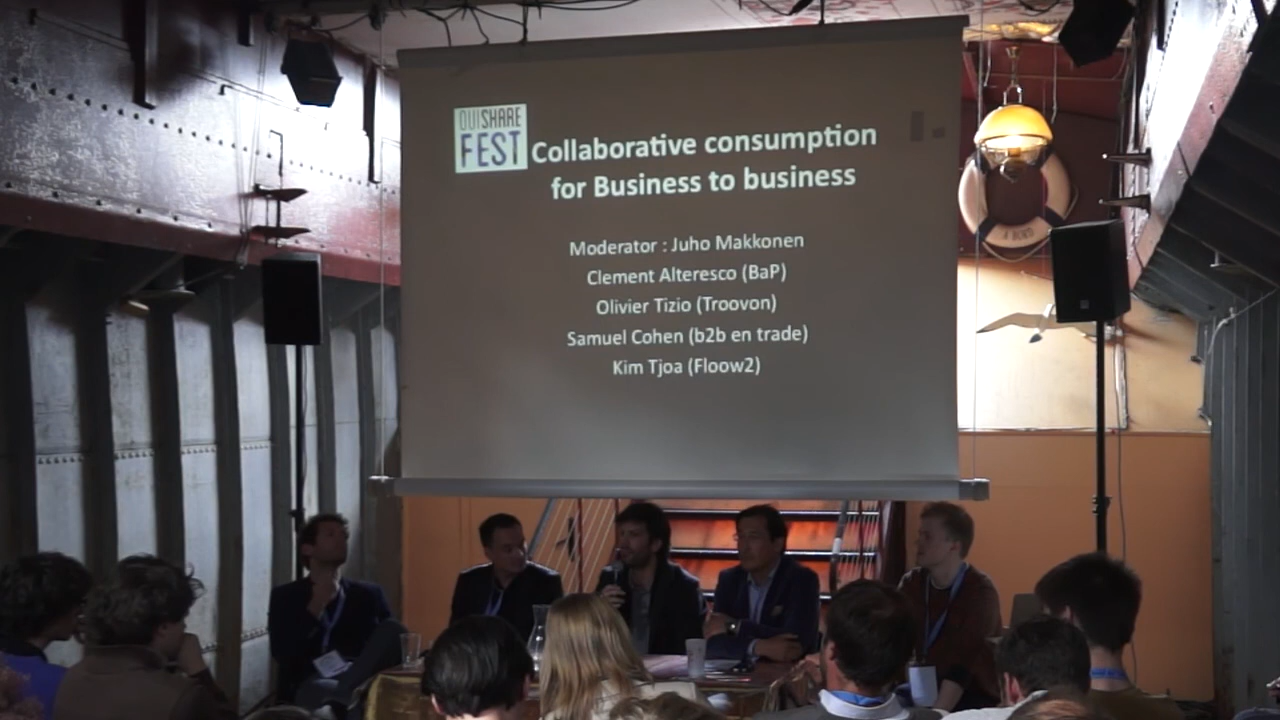 OUISHARE
FEST
Collaborative consumption
for Business to business
Moderator : Juho Makkonen
Clement Alteresco (BaP)
Olivier Tizio (Troovon)
Samuel Cohen (b2b en trade)
Kim Tjoa (Floow2)
A BORD